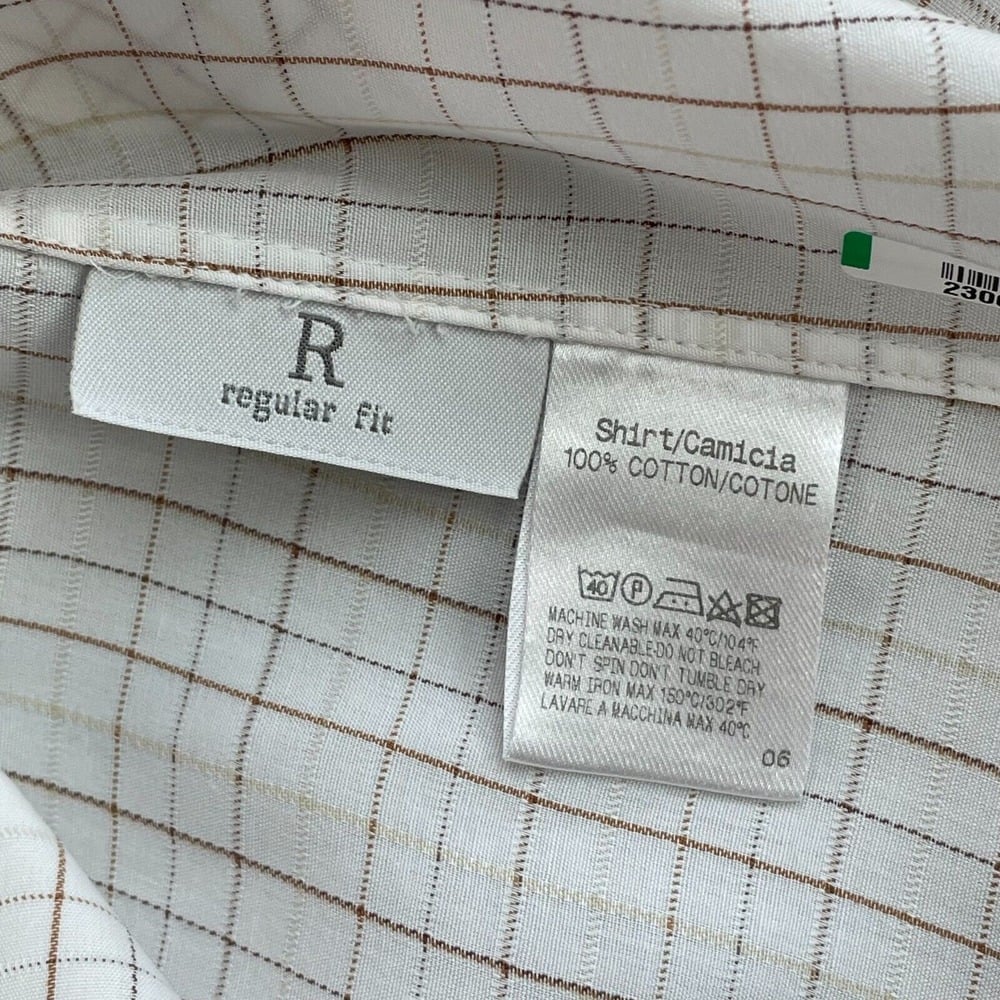 R
regular fit
Shirt/Camicia
100% COTTON/COTONE
40 P
MACHINE WASH MAX 40°C/104°F
DRY CLEANABLE-DO NOT BLEACH
DON'T SPIN DON'T TUMBLE DRY
WARM IRON MAX 150°C/302°F
LAVARE A MACCHINA MAX 40°C
06